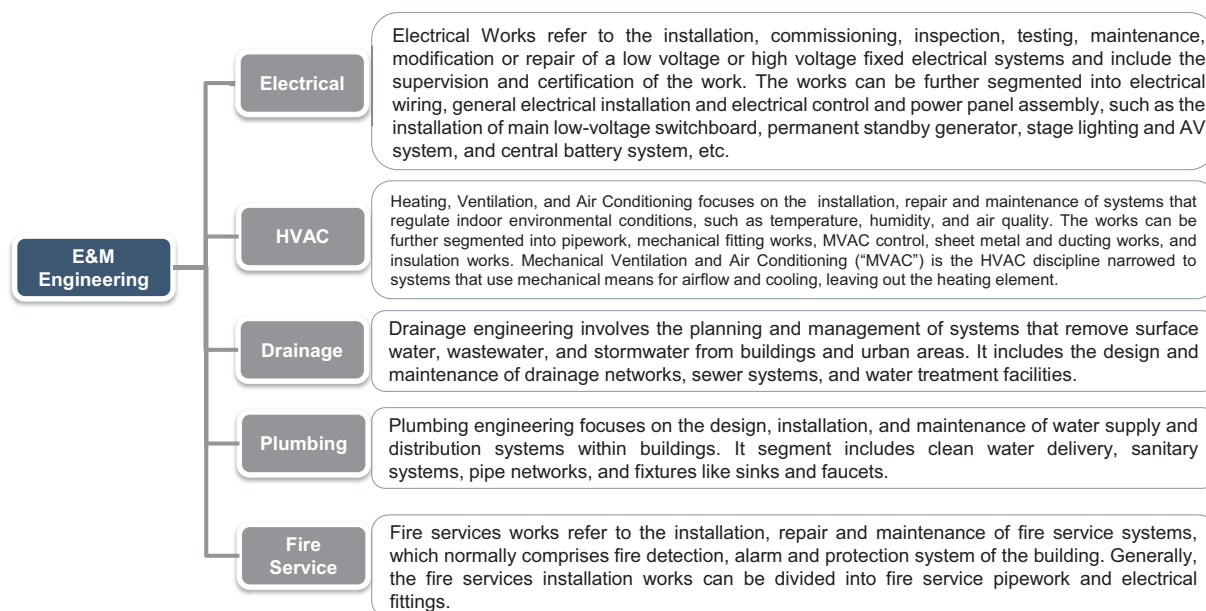 Electrical Works refer to the installation, commissioning, inspection, testing, maintenance,
modification or repair of a low voltage or high voltage fixed electrical systems and include the
supervision and certification of the work. The works can be further segmented into electrical
wiring, general electrical installation and electrical control and power panel assembly, such as the
installation of main low-voltage switchboard, permanent standby generator, stage lighting and AV
system, and central battery system, etc.
Electrical
Heating, Ventilation, and Air Conditioning focuses on the installation, repair and maintenance of systems that
regulate indoor environmental conditions, such as temperature, humidity, and air quality. The works can be
further segmented into pipework, mechanical fitting works, MVAC control, sheet metal and ducting works, and
insulation works. Mechanical Ventilation and Air Conditioning (“MVAC”) is the HVAC discipline narrowed to
systems that use mechanical means for airflow and cooling, leaving out the heating element.
HVAC
E&M
Engineering
Drainage engineering involves the planning and management of systems that remove surface
water, wastewater, and stormwater from buildings and urban areas. It includes the design and
maintenance of drainage networks, sewer systems, and water treatment facilities.
Drainage
Plumbing engineering focuses on the design, installation, and maintenance of water supply and
distribution systems within buildings. It segment includes clean water delivery, sanitary
systems, pipe networks, and fixtures like sinks and faucets.
Plumbing
Fire services works refer to the installation, repair and maintenance of fire service systems,
which normally comprises fire detection, alarm and protection system of the building. Generally,
the fire services installation works can be divided into fire service pipework and electrical
fittings.
Fire
Service